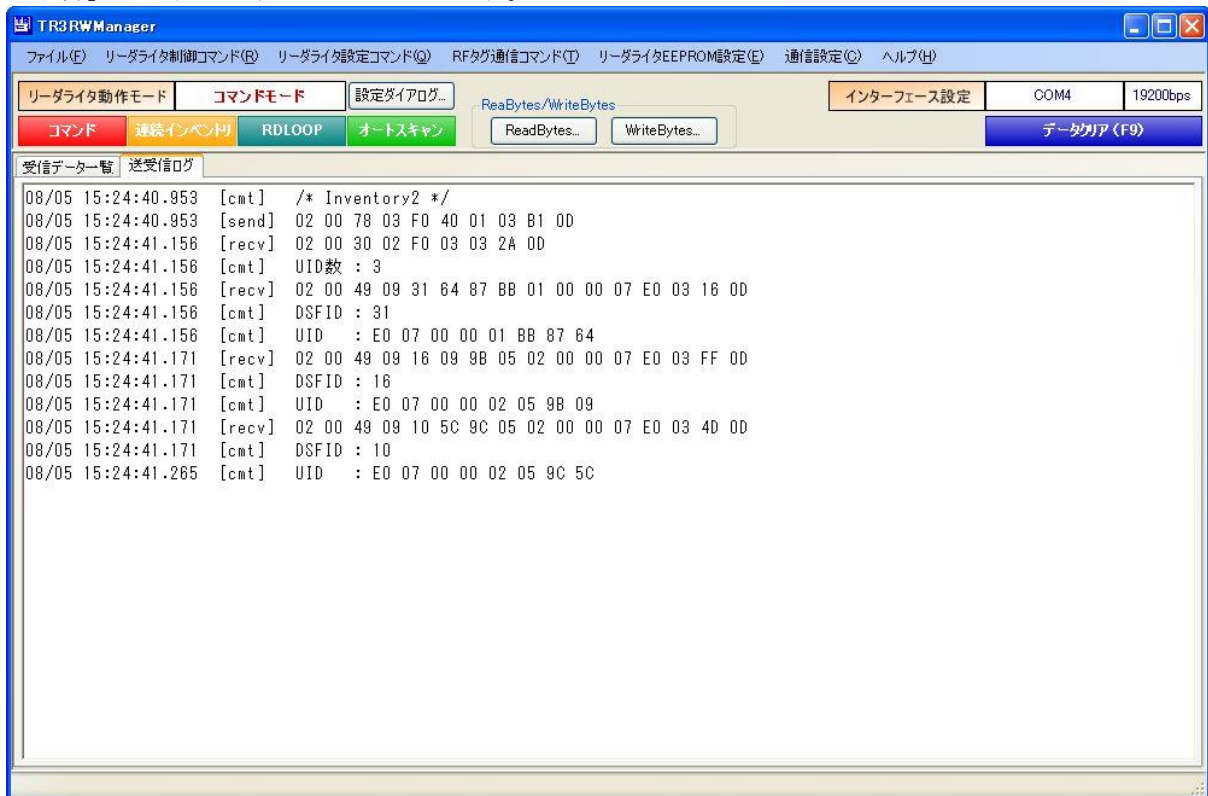 TR3RWManager
ファイル(F) リーダライタ制御コマンド(R) リーダライタ設定コマンド(Q) RFタグ通信コマンド(T) リーダライタEEPROM設定(E) 通信設定(C) ヘルプ(H)
リーダライタ動作モード コマンドモード 設定ダイアログ... ReaBytes/WriteBytes インターフェース設定 COM4 19200bps
コマンド 連続インベントリ RDLOOP オートスキャン ReadBytes... WriteBytes... データクリア (F9)
受信データ一覧 送受信ログ
08/05 15:24:40.953 [cmt] /* Inventory2 */
08/05 15:24:40.953 [send] 02 00 78 03 F0 40 01 03 B1 0D
08/05 15:24:41.156 [recv] 02 00 30 02 F0 03 03 2A 0D
08/05 15:24:41.156 [cmt] UID数 : 3
08/05 15:24:41.156 [recv] 02 00 49 09 31 64 87 BB 01 00 00 07 E0 03 16 0D
08/05 15:24:41.156 [cmt] DSFID : 31
08/05 15:24:41.156 [cmt] UID : E0 07 00 00 01 BB 87 64
08/05 15:24:41.171 [recv] 02 00 49 09 16 09 9B 05 02 00 00 07 E0 03 FF 0D
08/05 15:24:41.171 [cmt] DSFID : 16
08/05 15:24:41.171 [cmt] UID : E0 07 00 00 02 05 9B 09
08/05 15:24:41.171 [recv] 02 00 49 09 10 5C 9C 05 02 00 00 07 E0 03 4D 0D
08/05 15:24:41.171 [cmt] DSFID : 10
08/05 15:24:41.265 [cmt] UID : E0 07 00 00 02 05 9C 5C